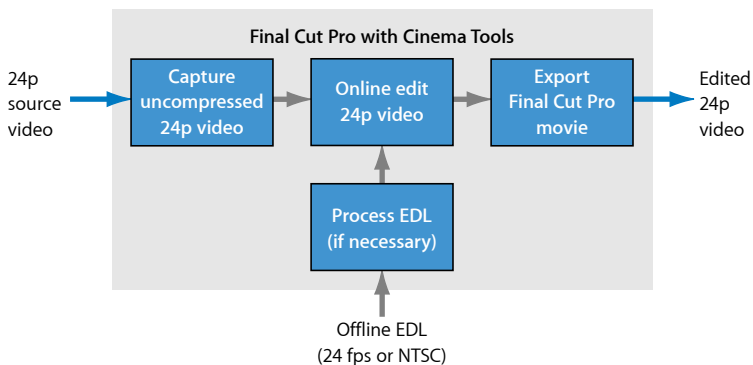 Final Cut Pro with Cinema Tools
24p
source
video
Capture
uncompressed
24p video
Online edit
24p video
Export
Final Cut Pro
movie
Edited
24p
video
Process EDL
(if necessary)
Offline EDL
(24 fps or NTSC)